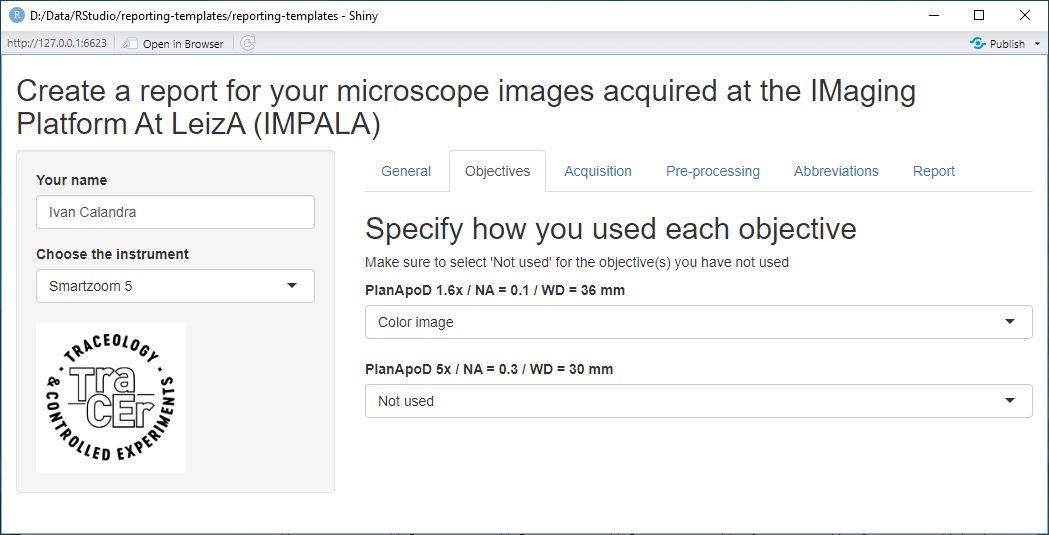 D:/Data/RStudio/reporting-templates/reporting-templates - Shiny
http://127.0.0.1:6623
Open in Browser
Publish
Create a report for your microscope images acquired at the IMaging
Platform At LeizA (IMPALA)
Your name
Ivan Calandra
Choose the instrument
Smartzoom 5
· TRACEOLOGY ·
& CONTROLLED EXPERIMENTS
Tra
CEr
General
Objectives
Acquisition
Pre-processing
Abbreviations
Report
Specify how you used each objective
Make sure to select 'Not used' for the objective(s) you have not used
PlanApoD 1.6x / NA = 0.1 / WD = 36 mm
Color image
PlanApoD 5x / NA = 0.3 / WD = 30 mm
Not used